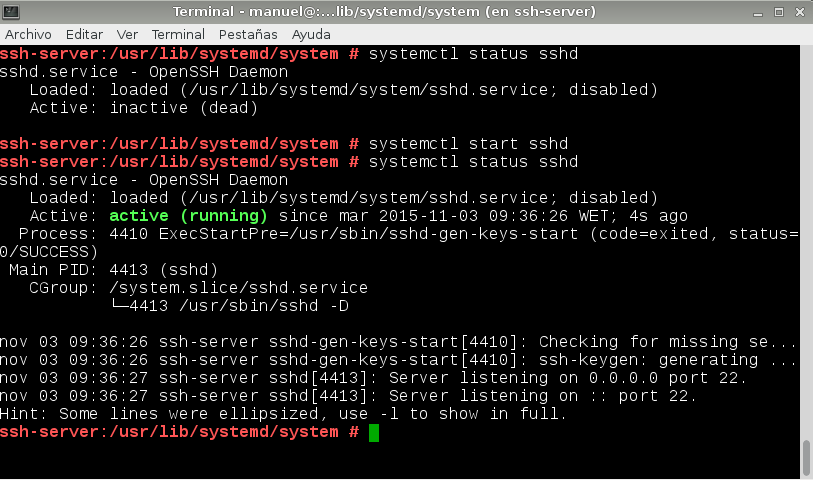 Terminal - manuel@:...lib/systemd/system (en ssh-server)
Archivo Editar Ver Terminal Pestañas Ayuda
ssh-server:/usr/lib/systemd/system # systemctl status sshd
sshd.service - OpenSSH Daemon
   Loaded: loaded (/usr/lib/systemd/system/sshd.service; disabled)
   Active: inactive (dead)
ssh-server:/usr/lib/systemd/system # systemctl start sshd
ssh-server:/usr/lib/systemd/system # systemctl status sshd
sshd.service - OpenSSH Daemon
   Loaded: loaded (/usr/lib/systemd/system/sshd.service; disabled)
   Active: active (running) since mar 2015-11-03 09:36:26 WET; 4s ago
  Process: 4410 ExecStartPre=/usr/sbin/sshd-gen-keys-start (code=exited, status=
0/SUCCESS)
 Main PID: 4413 (sshd)
   CGroup: /system.slice/sshd.service
           └─4413 /usr/sbin/sshd -D
nov 03 09:36:26 ssh-server sshd-gen-keys-start[4410]: Checking for missing se...
nov 03 09:36:26 ssh-server sshd-gen-keys-start[4410]: ssh-keygen: generating ...
nov 03 09:36:27 ssh-server sshd[4413]: Server listening on 0.0.0.0 port 22.
nov 03 09:36:27 ssh-server sshd[4413]: Server listening on :: port 22.
Hint: Some lines were ellipsized, use -l to show in full.
ssh-server:/usr/lib/systemd/system #